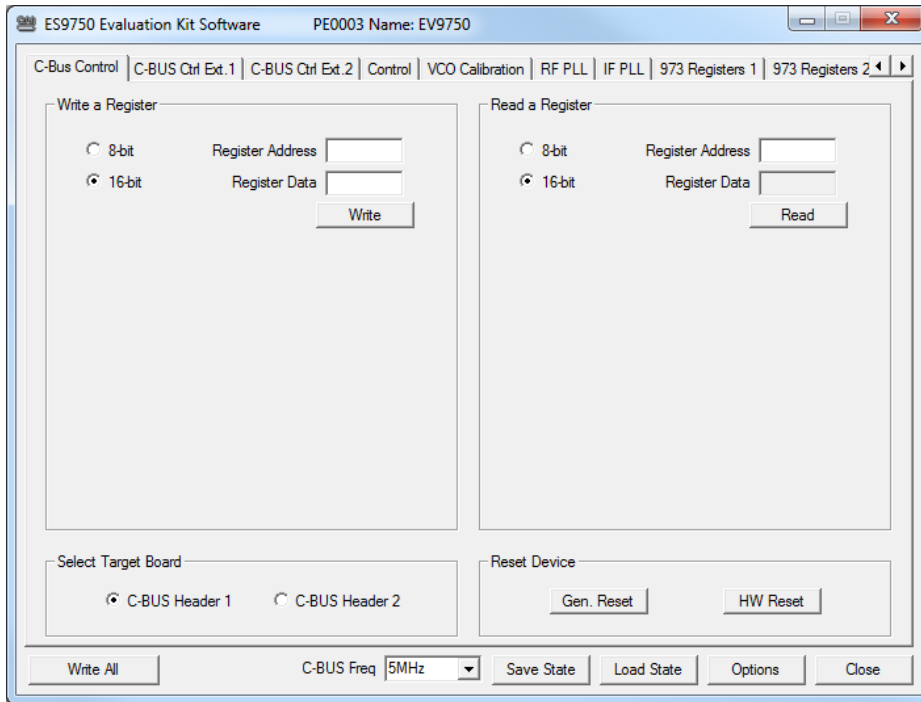 ES9750 Evaluation Kit Software PE0003 Name: EV9750
C-Bus Control C-BUS Ctrl Ext.1 C-BUS Ctrl Ext.2 Control VCO Calibration RF PLL IF PLL 973 Registers 1 973 Registers 2
Write a Register
8-bit Register Address
16-bit Register Data
Write
Read a Register
8-bit Register Address
16-bit Register Data
Read
Select Target Board
C-BUS Header 1 C-BUS Header 2
Reset Device
Gen. Reset HW Reset
Write All C-BUS Freq 5MHz Save State Load State Options Close